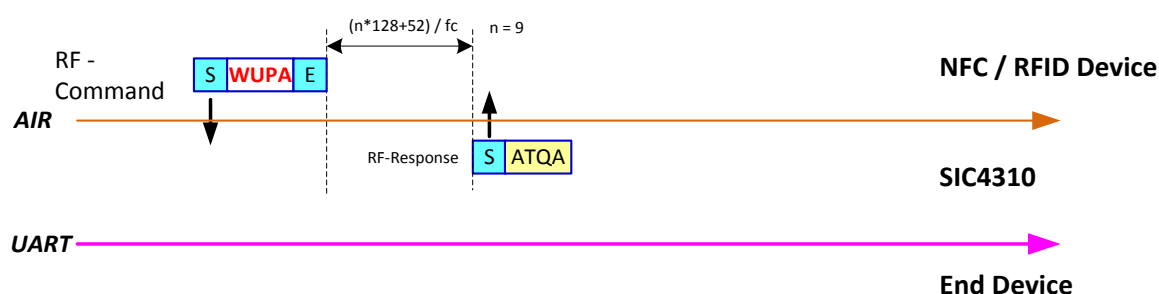 (n*128+52) / fc n = 9
RF -
Command
S WUPA E
NFC / RFID Device
AIR
RF-Response S ATQA
SIC4310
UART
End Device